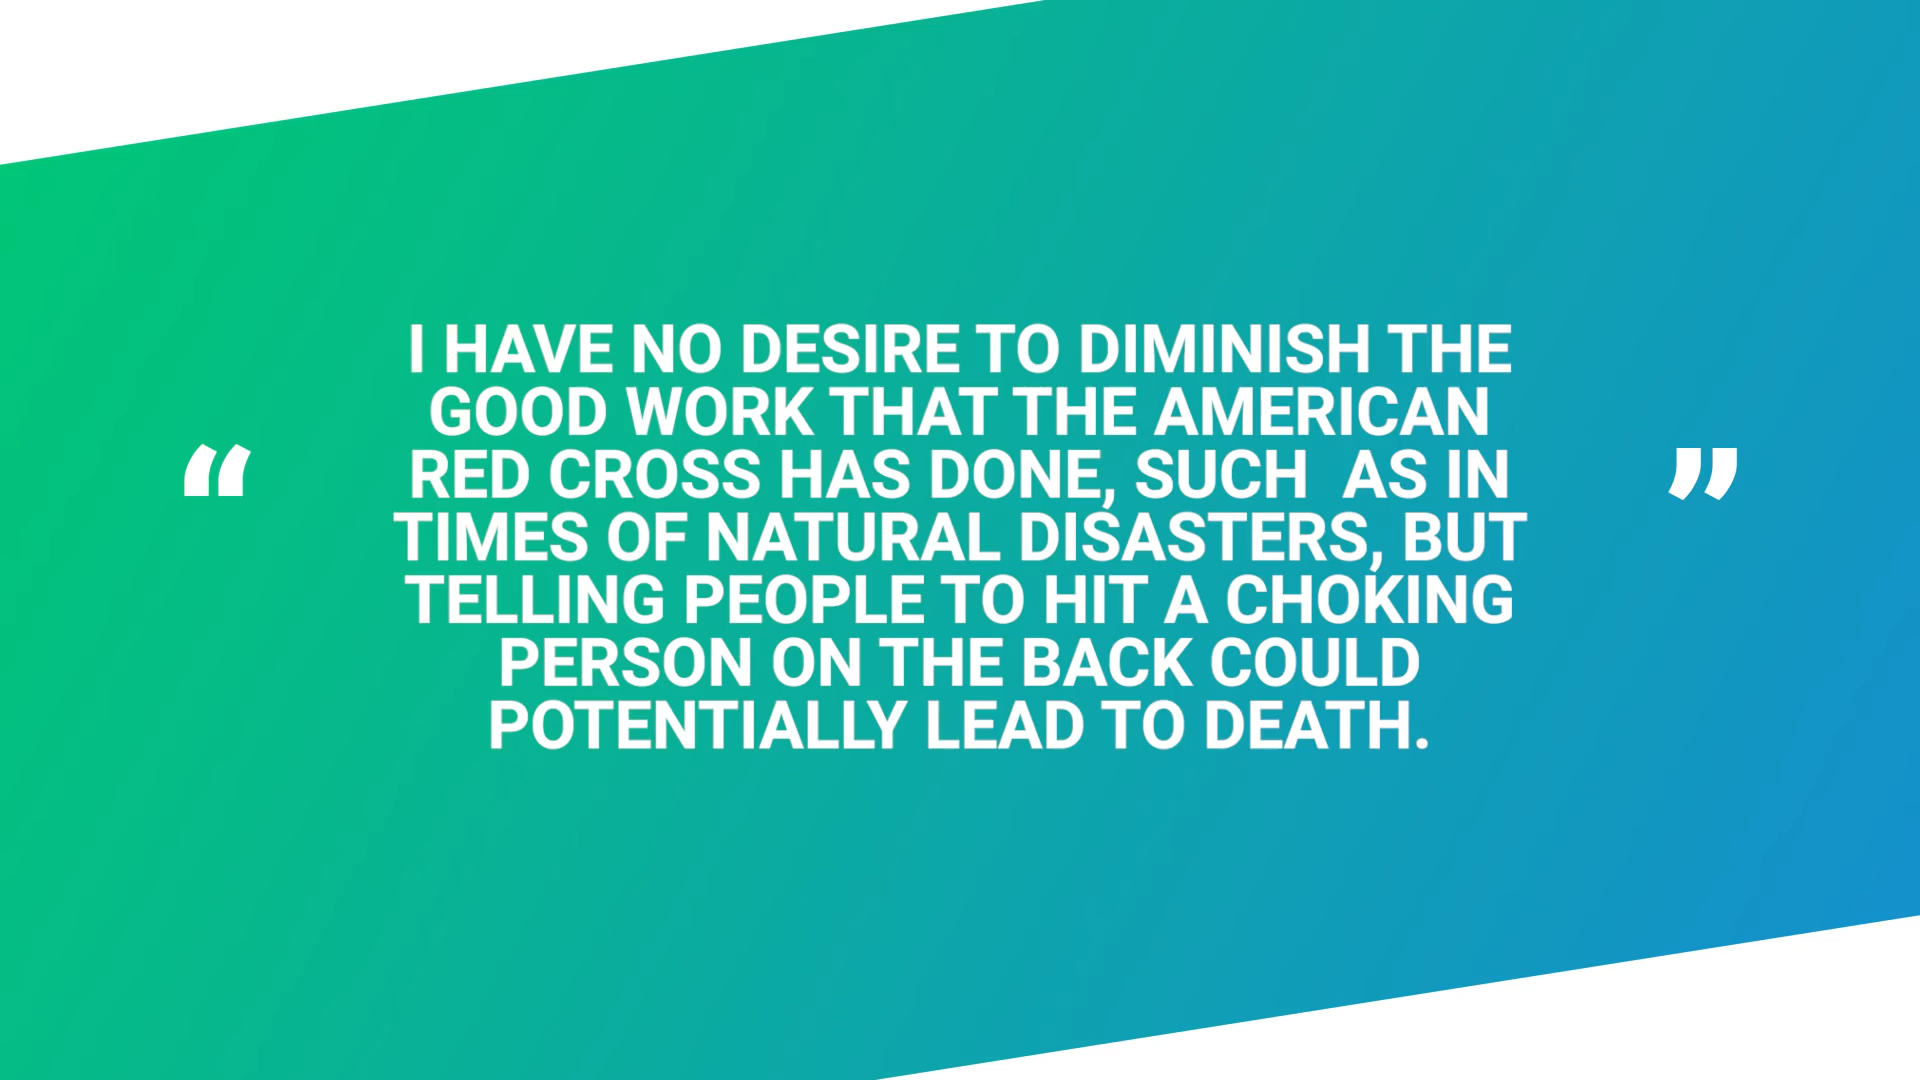 I HAVE NO DESIRE TO DIMINISH THE
GOOD WORK THAT THE AMERICAN
“ RED CROSS HAS DONE, SUCH  AS IN ”
TIMES OF NATURAL DISASTERS, BUT
TELLING PEOPLE TO HIT A CHOKING
PERSON ON THE BACK COULD
POTENTIALLY LEAD TO DEATH.